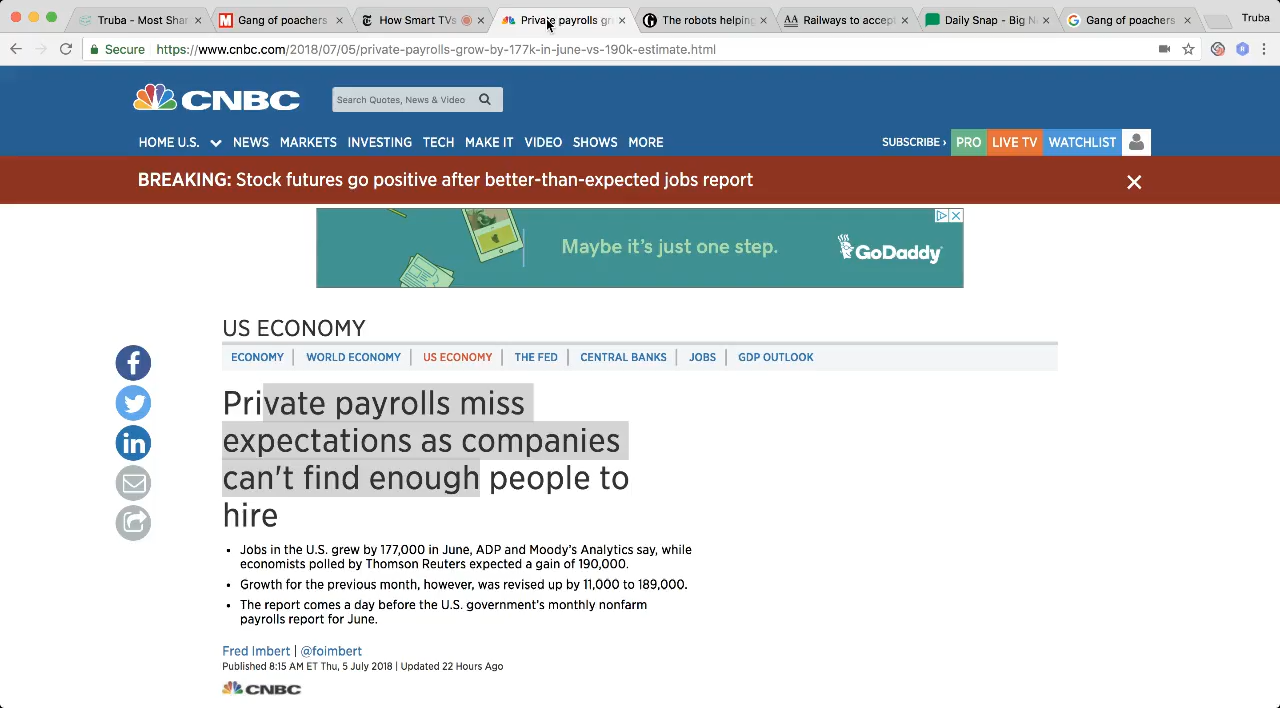 Truba - Most Shar
Gang of poachers
How Smart TVs
Private payrolls gr
The robots helping
Railways to accept
Daily Snap - Big N
Gang of poachers
Truba
Secure
https://www.cnbc.com/2018/07/05/private-payrolls-grow-by-177k-in-june-vs-190k-estimate.html
CNBC
Search Quotes, News & Video
HOME U.S. NEWS MARKETS INVESTING TECH MAKE IT VIDEO SHOWS MORE
SUBSCRIBE › PRO LIVE TV WATCHLIST
BREAKING: Stock futures go positive after better-than-expected jobs report
Maybe it's just one step.
GoDaddy
US ECONOMY
ECONOMY WORLD ECONOMY US ECONOMY THE FED CENTRAL BANKS JOBS GDP OUTLOOK
Private payrolls miss
expectations as companies
can't find enough people to
hire
• Jobs in the U.S. grew by 177,000 in June, ADP and Moody's Analytics say, while
economists polled by Thomson Reuters expected a gain of 190,000.
• Growth for the previous month, however, was revised up by 11,000 to 189,000.
• The report comes a day before the U.S. government's monthly nonfarm
payrolls report for June.
Fred Imbert | @foimbert
Published 8:15 AM ET Thu, 5 July 2018 | Updated 22 Hours Ago
CNBC